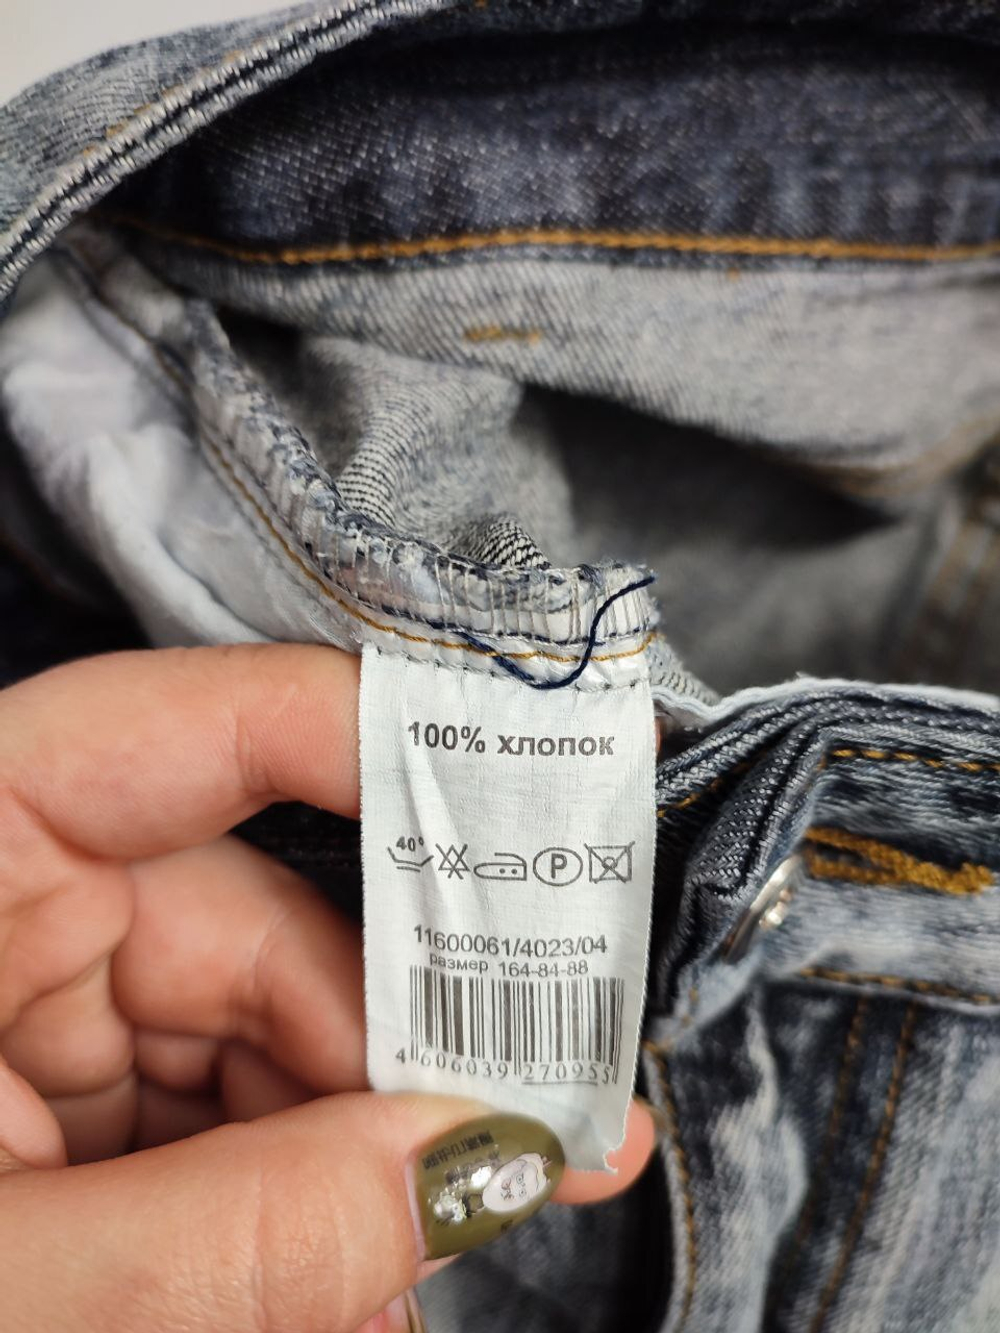 100% хлопок
40°
P
11600061/4023/04
размер 164-84-88
4 606039 270955